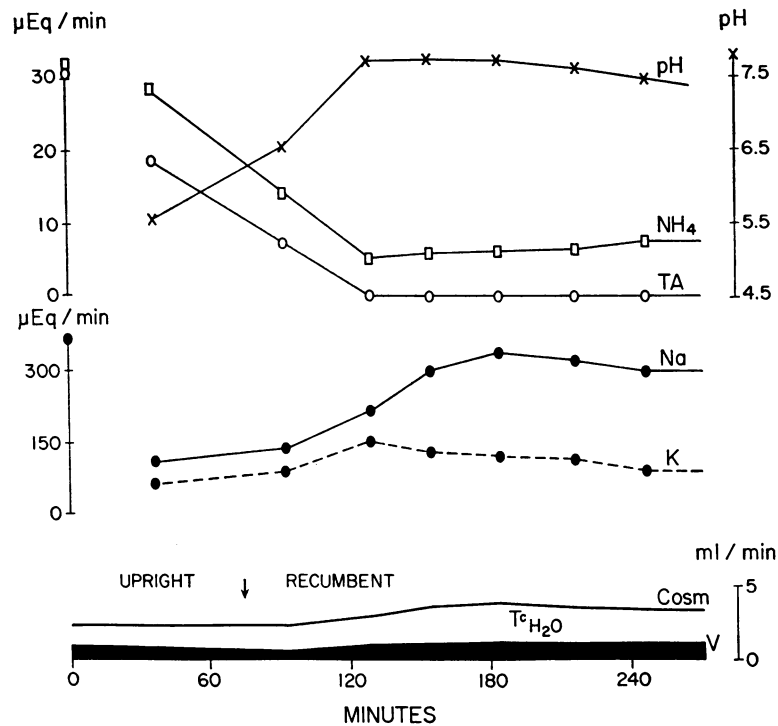 μEq / min
pH
30
20
10
0
7.5
6.5
5.5
4.5
pH
NH4
TA
μEq / min
300
150
0
Na
K
ml / min
UPRIGHT ↓ RECUMBENT
5
Cosm
TᶜH2O
V
0
0 60 120 180 240
MINUTES